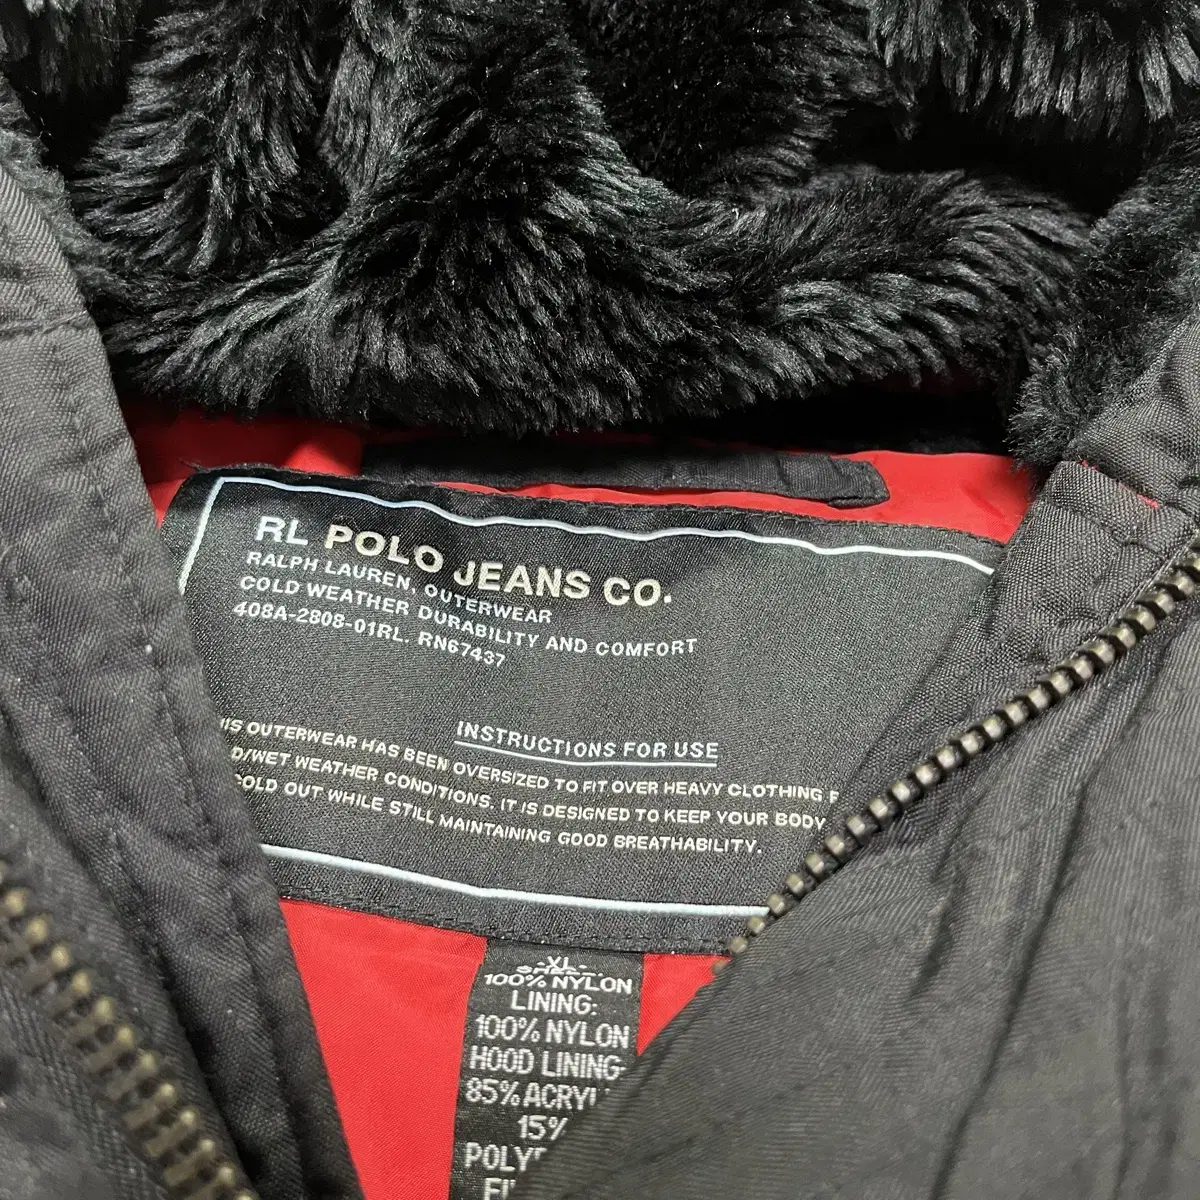 RL POLO JEANS CO.
RALPH LAUREN, OUTERWEAR
COLD WEATHER DURABILITY AND COMFORT
408A-2808-01RL. RN67437
INSTRUCTIONS FOR USE
OUTERWEAR HAS BEEN OVERSIZED TO FIT OVER HEAVY CLOTHING
D/WET WEATHER CONDITIONS. IT IS DESIGNED TO KEEP YOUR BODY
COLD OUT WHILE STILL MAINTAINING GOOD BREATHABILITY.
XL
100% NYLON
LINING:
100% NYLON
HOOD LINING:
85% ACRYL
15%
POLY